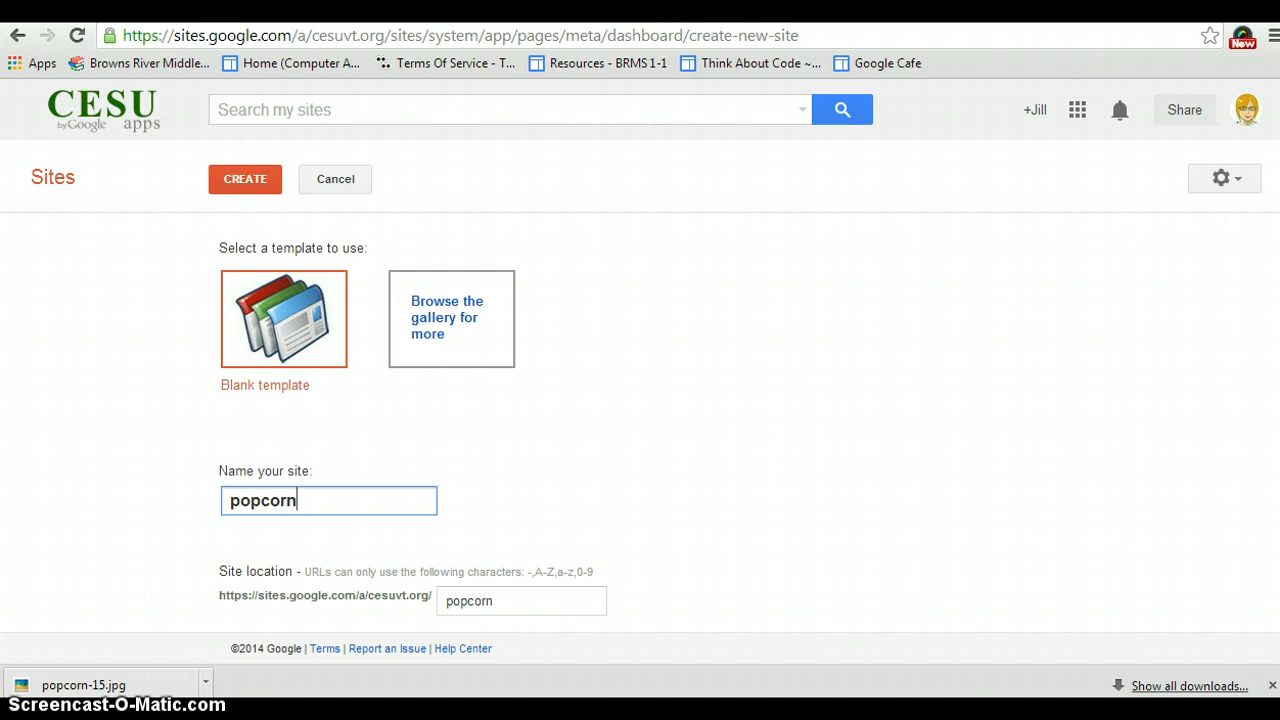 https://sites.google.com/a/cesuvt.org/sites/system/app/pages/meta/dashboard/create-new-site
New
Apps Browns River Middle... Home (Computer A... Terms Of Service - T... Resources - BRMS 1-1 Think About Code ~... Google Cafe
CESU
by Google apps
Search my sites
+Jill
Share
Sites
CREATE
Cancel
Select a template to use:
Browse the
gallery for
more
Blank template
Name your site:
popcorn
Site location - URLs can only use the following characters: -,A-Z,a-z,0-9
https://sites.google.com/a/cesuvt.org/ popcorn
©2014 Google | Terms | Report an Issue | Help Center
popcorn-15.jpg
Show all downloads...
Screencast-O-Matic.com